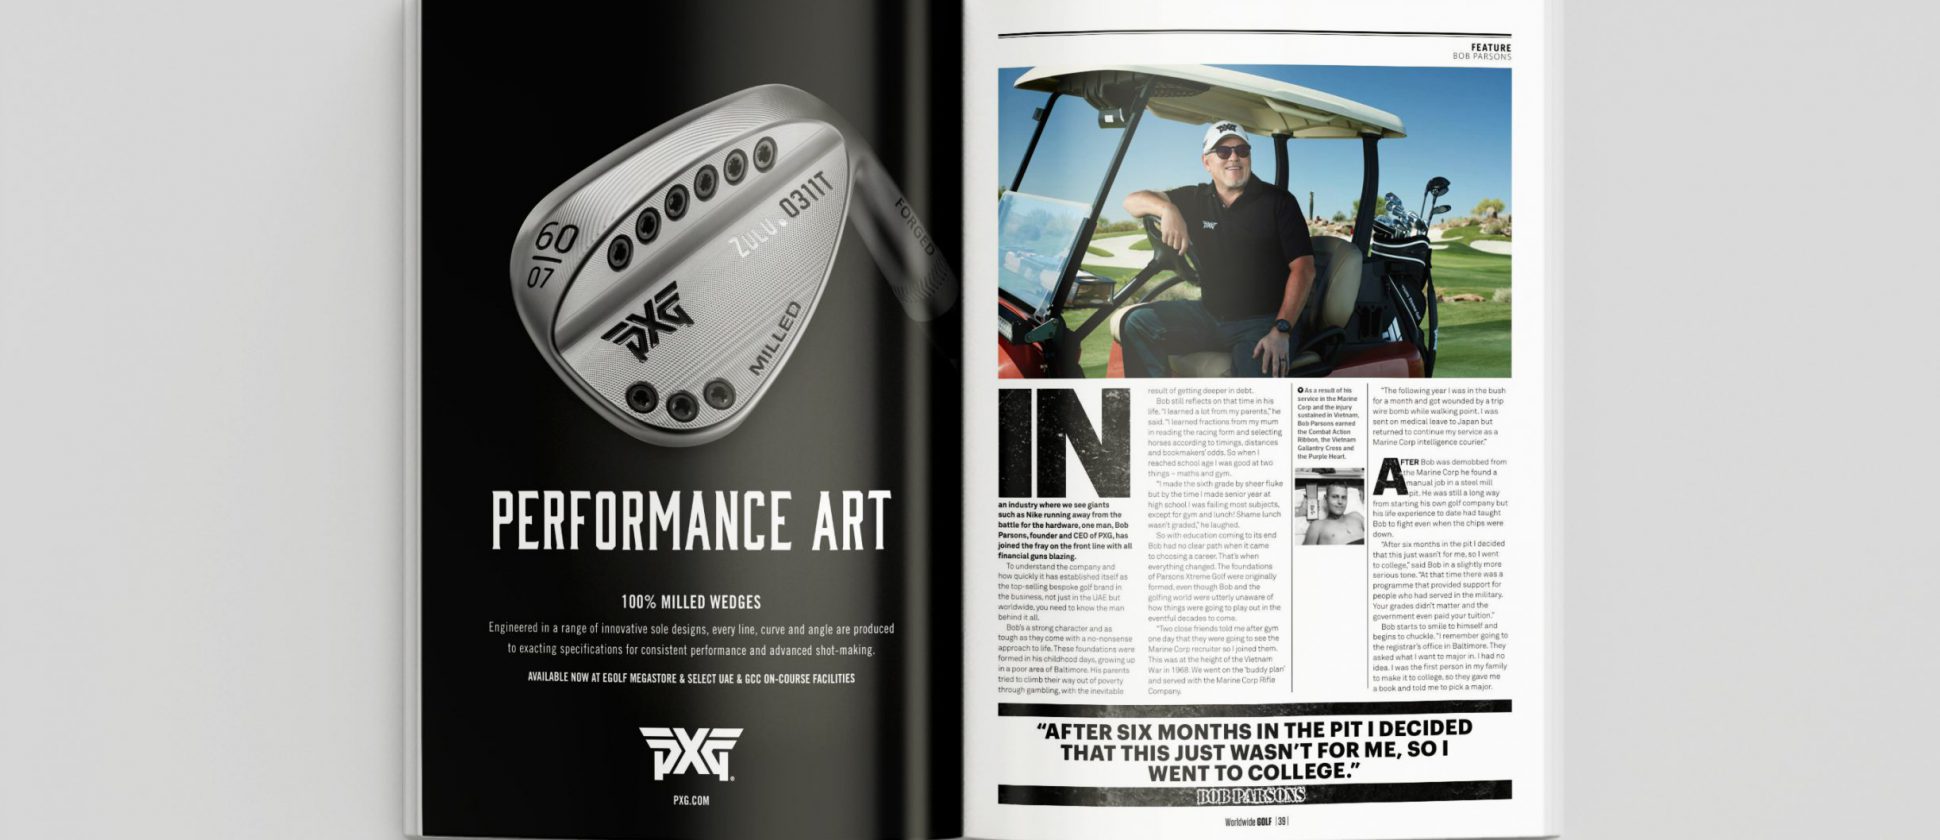 60
07
ZULU. 0311T
FORGED
PXG
MILLED
PERFORMANCE ART
100% MILLED WEDGES
Engineered in a range of innovative sole designs, every line, curve and angle are produced
to exacting specifications for consistent performance and advanced shot-making.
AVAILABLE NOW AT EGOLF MEGASTORE & SELECT UAE & GCC ON-COURSE FACILITIES
PXG®
PXG.COM
FEATURE
BOB PARSONS
PXG
PXG
IN
an industry where we see giants
such as Nike running away from the
battle for the hardware, one man, Bob
Parsons, founder and CEO of PXG, has
joined the fray on the front line with all
financial guns blazing.
To understand the company and
how quickly it has established itself as
the top-selling bespoke golf brand in
the business, not just in the UAE but
worldwide, you need to know the man
behind it all.
Bob's a strong character and as
tough as they come with a no-nonsense
approach to life. These foundations were
formed in his childhood days, growing up
in a poor area of Baltimore. His parents
tried to climb their way out of poverty
through gambling, with the inevitable
result of getting deeper in debt.
Bob still reflects on that time in his
life. "I learned a lot from my parents," he
said. "I learned fractions from my mum
in reading the racing form and selecting
horses according to timings, distances
and bookmakers' odds. So when I
reached school age I was good at two
things – maths and gym.
"I made the sixth grade by sheer fluke
but by the time I made senior year at
high school I was failing most subjects,
except for gym and lunch! Shame lunch
wasn't graded," he laughed.
So with education coming to its end
Bob had no clear path when it came
to choosing a career. That's when
everything changed. The foundations
of Parsons Xtreme Golf were originally
formed, even though Bob and the
golfing world were utterly unaware of
how things were going to play out in the
eventful decades to come.
"Two close friends told me after gym
one day that they were going to see the
Marine Corp recruiter so I joined them.
This was at the height of the Vietnam
War in 1968. We went on the 'buddy plan'
and served with the Marine Corp Rifle
Company.
As a result of his
service in the Marine
Corp and the injury
sustained in Vietnam,
Bob Parsons earned
the Combat Action
Ribbon, the Vietnam
Gallantry Cross and
the Purple Heart.
"The following year I was in the bush
for a month and got wounded by a trip
wire bomb while walking point. I was
sent on medical leave to Japan but
returned to continue my service as a
Marine Corp intelligence courier."
AFTER Bob was demobbed from
the Marine Corp he found a
manual job in a steel mill
pit. He was still a long way
from starting his own golf company but
his life experience to date had taught
Bob to fight even when the chips were
down.
"After six months in the pit I decided
that this just wasn't for me, so I went
to college," said Bob in a slightly more
serious tone. "At that time there was a
programme that provided support for
people who had served in the military.
Your grades didn't matter and the
government even paid your tuition."
Bob starts to smile to himself and
begins to chuckle. "I remember going to
the registrar's office in Baltimore. They
asked what I want to major in. I had no
idea. I was the first person in my family
to make it to college, so they gave me
a book and told me to pick a major.
"AFTER SIX MONTHS IN THE PIT I DECIDED
THAT THIS JUST WASN'T FOR ME, SO I
WENT TO COLLEGE."
BOB PARSONS
Worldwide GOLF |39|